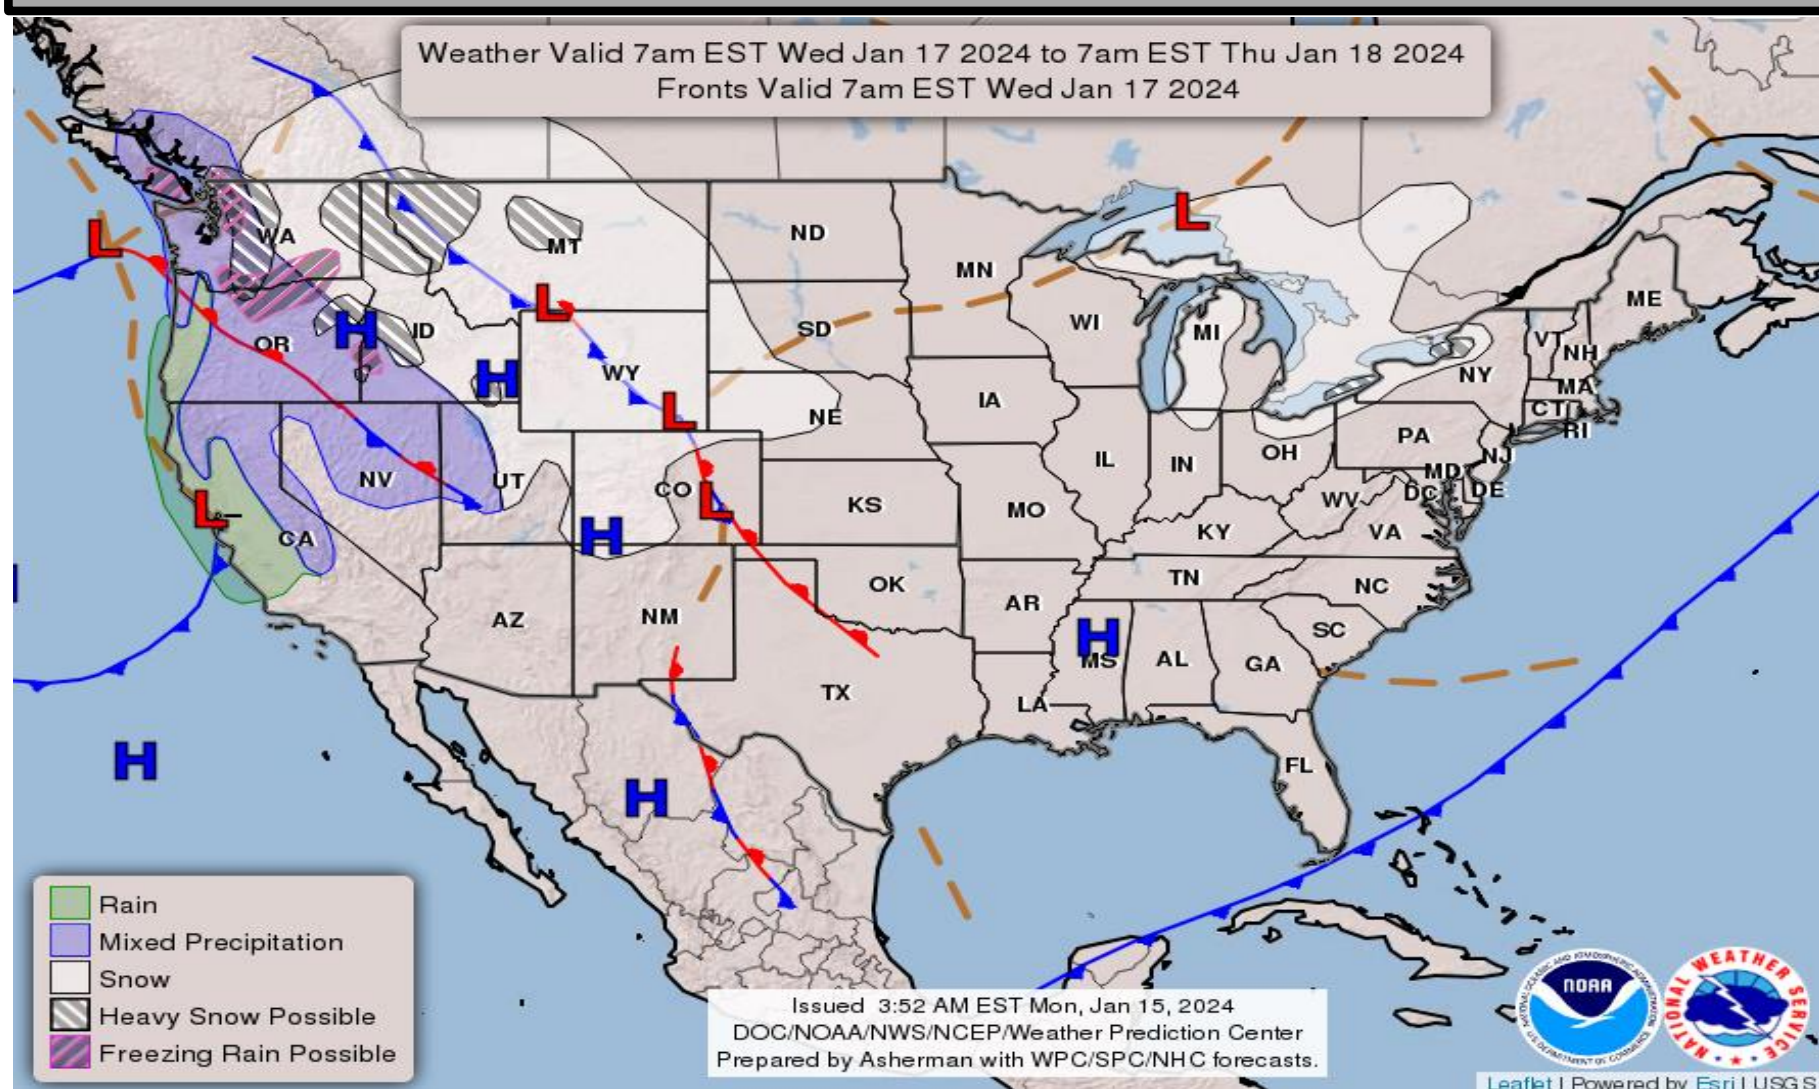 Weather Valid 7am EST Wed Jan 17 2024 to 7am EST Thu Jan 18 2024
Fronts Valid 7am EST Wed Jan 17 2024
L
WA
MT
ND
MN
L
ME
L
ID
H
OR
SD
WI
MI
VT
NH
H
WY
NY
MA
L
NE
IA
CT
RI
PA
NJ
OH
IL
IN
MD
DC
DE
NV
UT
CO
L
KS
MO
WV
VA
KY
L
CA
H
TN
NC
OK
AR
AZ
NM
SC
H
MS
AL
GA
TX
LA
H
H
FL
Rain
Mixed Precipitation
Snow
Heavy Snow Possible
Freezing Rain Possible
Issued 3:52 AM EST Mon, Jan 15, 2024
DOC/NOAA/NWS/NCEP/Weather Prediction Center
Prepared by Asherman with WPC/SPC/NHC forecasts.
NOAA
NATIONAL WEATHER SERVICE
Leaflet | Powered by Esri | USGS